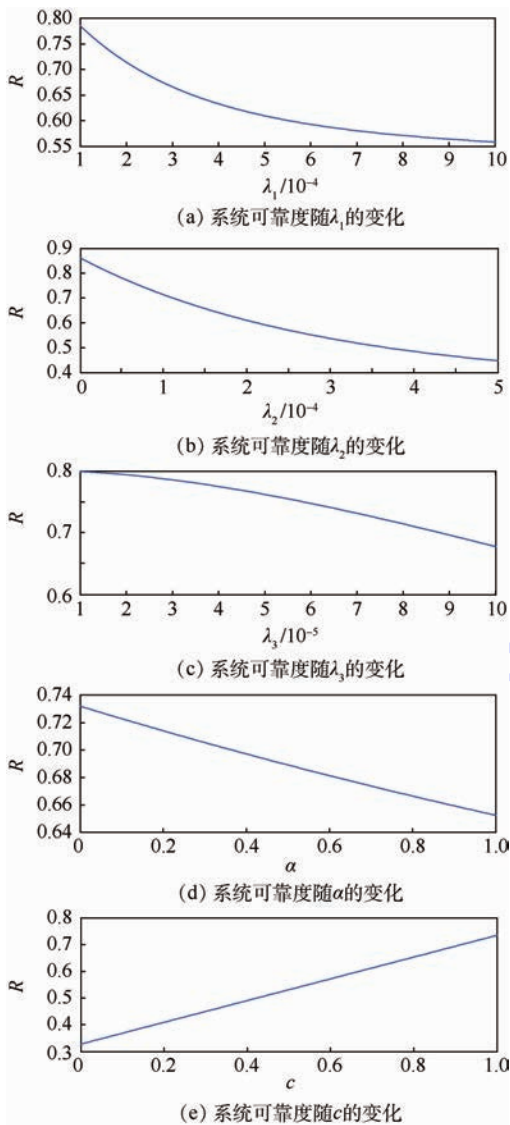 0.80
0.75
0.70
0.65
0.60
0.55
R
1 2 3 4 5 6 7 8 9 10
λ₁/10⁻⁴
(a) 系统可靠度随λ₁的变化
0.9
0.8
0.7
0.6
0.5
0.4
R
0 1 2 3 4 5
λ₂/10⁻⁴
(b) 系统可靠度随λ₂的变化
0.8
0.7
0.6
R
1 2 3 4 5 6 7 8 9 10
λ₃/10⁻⁵
(c) 系统可靠度随λ₃的变化
0.74
0.72
0.70
0.68
0.66
0.64
R
0 0.2 0.4 0.6 0.8 1.0
α
(d) 系统可靠度随α的变化
0.8
0.7
0.6
0.5
0.4
0.3
R
0 0.2 0.4 0.6 0.8 1.0
c
(e) 系统可靠度随c的变化